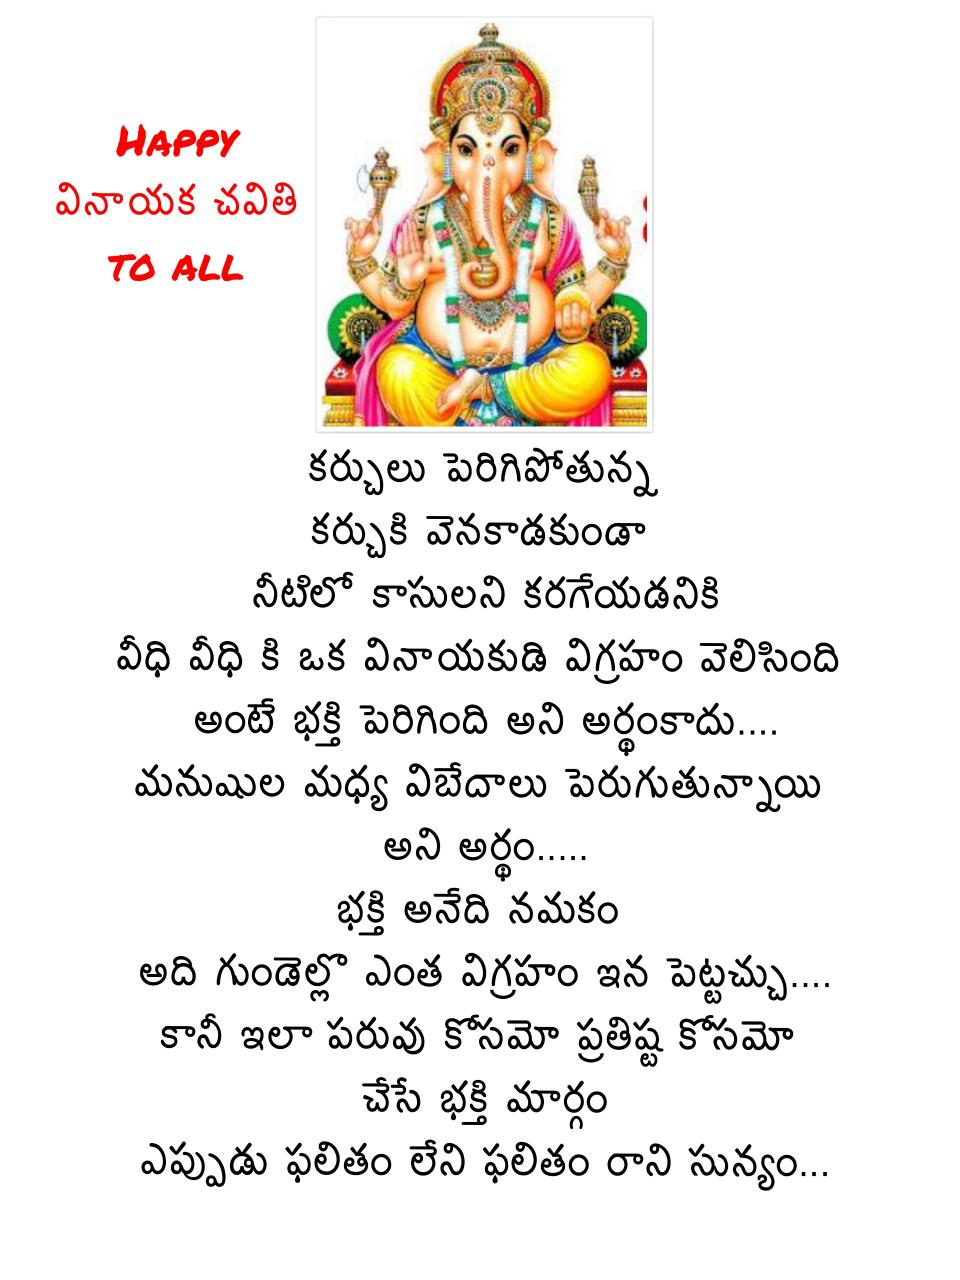 HAPPY
వినాయక చవితి
TO ALL
కర్చులు పెరిగిపోతున్న
కర్చుకి వెనకాడకుండా
నీటిలో కాసులని కరగేయడనికి
వీధి వీధి కి ఒక వినాయకుడి విగ్రహం వెలిసింది
అంటే భక్తి పెరిగింది అని అర్థంకాదు....
మనుషుల మధ్య విబేదాలు పెరుగుతున్నాయి
అని అర్థం.....
భక్తి అనేది నమకం
అది గుండెల్లొ ఎంత విగ్రహం ఇన పెట్టచ్చు....
కానీ ఇలా పరువు కోసమో ప్రతిష్ట కోసమో
చేసే భక్తి మార్గం
ఎప్పుడు ఫలితం లేని ఫలితం రాని సున్యం...